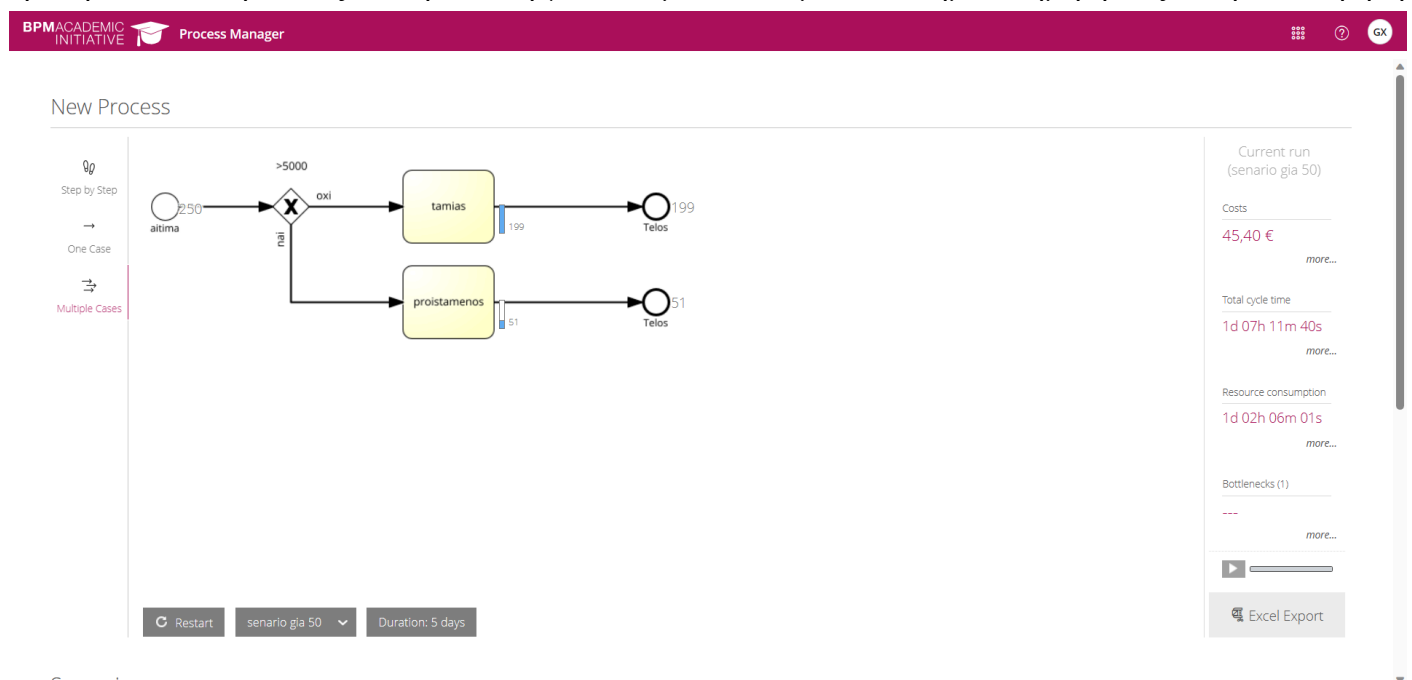 BPMACADEMIC
INITIATIVE
Process Manager
GX
New Process
Step by Step
One Case
Multiple Cases
>5000
250
aitima
oxi
nai
tamias
199
199
Telos
proistamenos
51
51
Telos
Current run
(senario gia 50)
Costs
45,40 €
more...
Total cycle time
1d 07h 11m 40s
more...
Resource consumption
1d 02h 06m 01s
more...
Bottlenecks (1)
---
more...
Restart
senario gia 50
Duration: 5 days
Excel Export